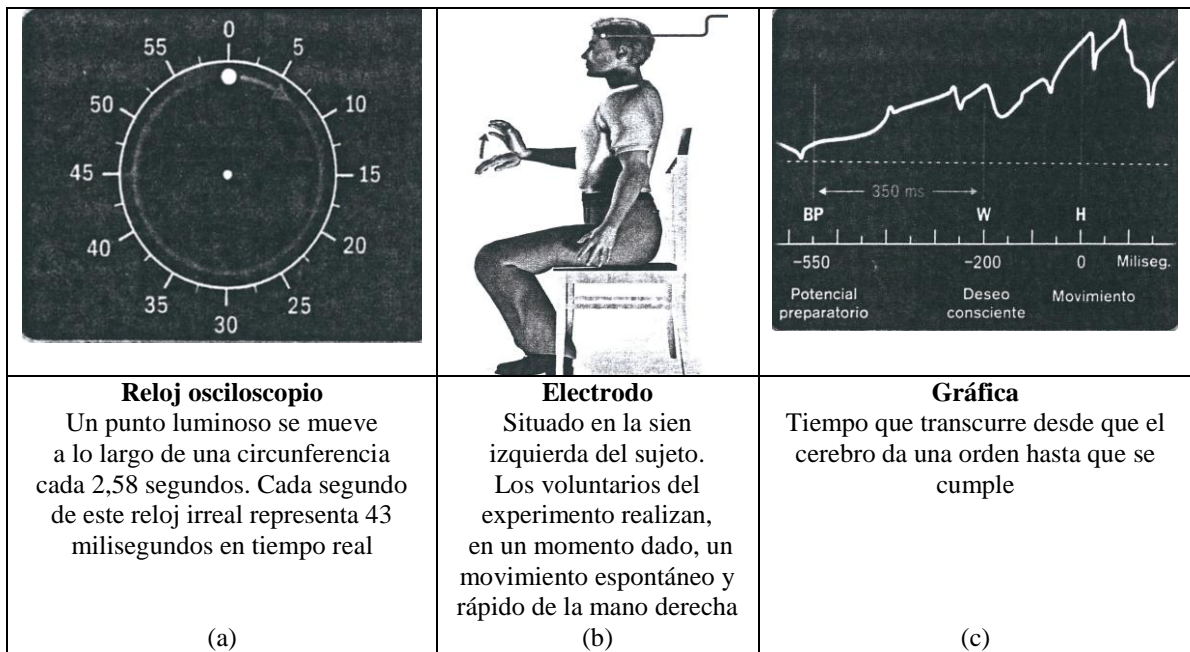 0
5
10
15
20
25
30
35
40
45
50
55
350 ms
BP
W
H
-550
-200
0
Miliseg.
Potencial
preparatorio
Deseo
consciente
Movimiento
Reloj osciloscopio
Un punto luminoso se mueve
a lo largo de una circunferencia
cada 2,58 segundos. Cada segundo
de este reloj irreal representa 43
milisegundos en tiempo real
(a)
Electrodo
Situado en la sien
izquierda del sujeto.
Los voluntarios del
experimento realizan,
en un momento dado, un
movimiento espontáneo y
rápido de la mano derecha
(b)
Gráfica
Tiempo que transcurre desde que el
cerebro da una orden hasta que se
cumple
(c)